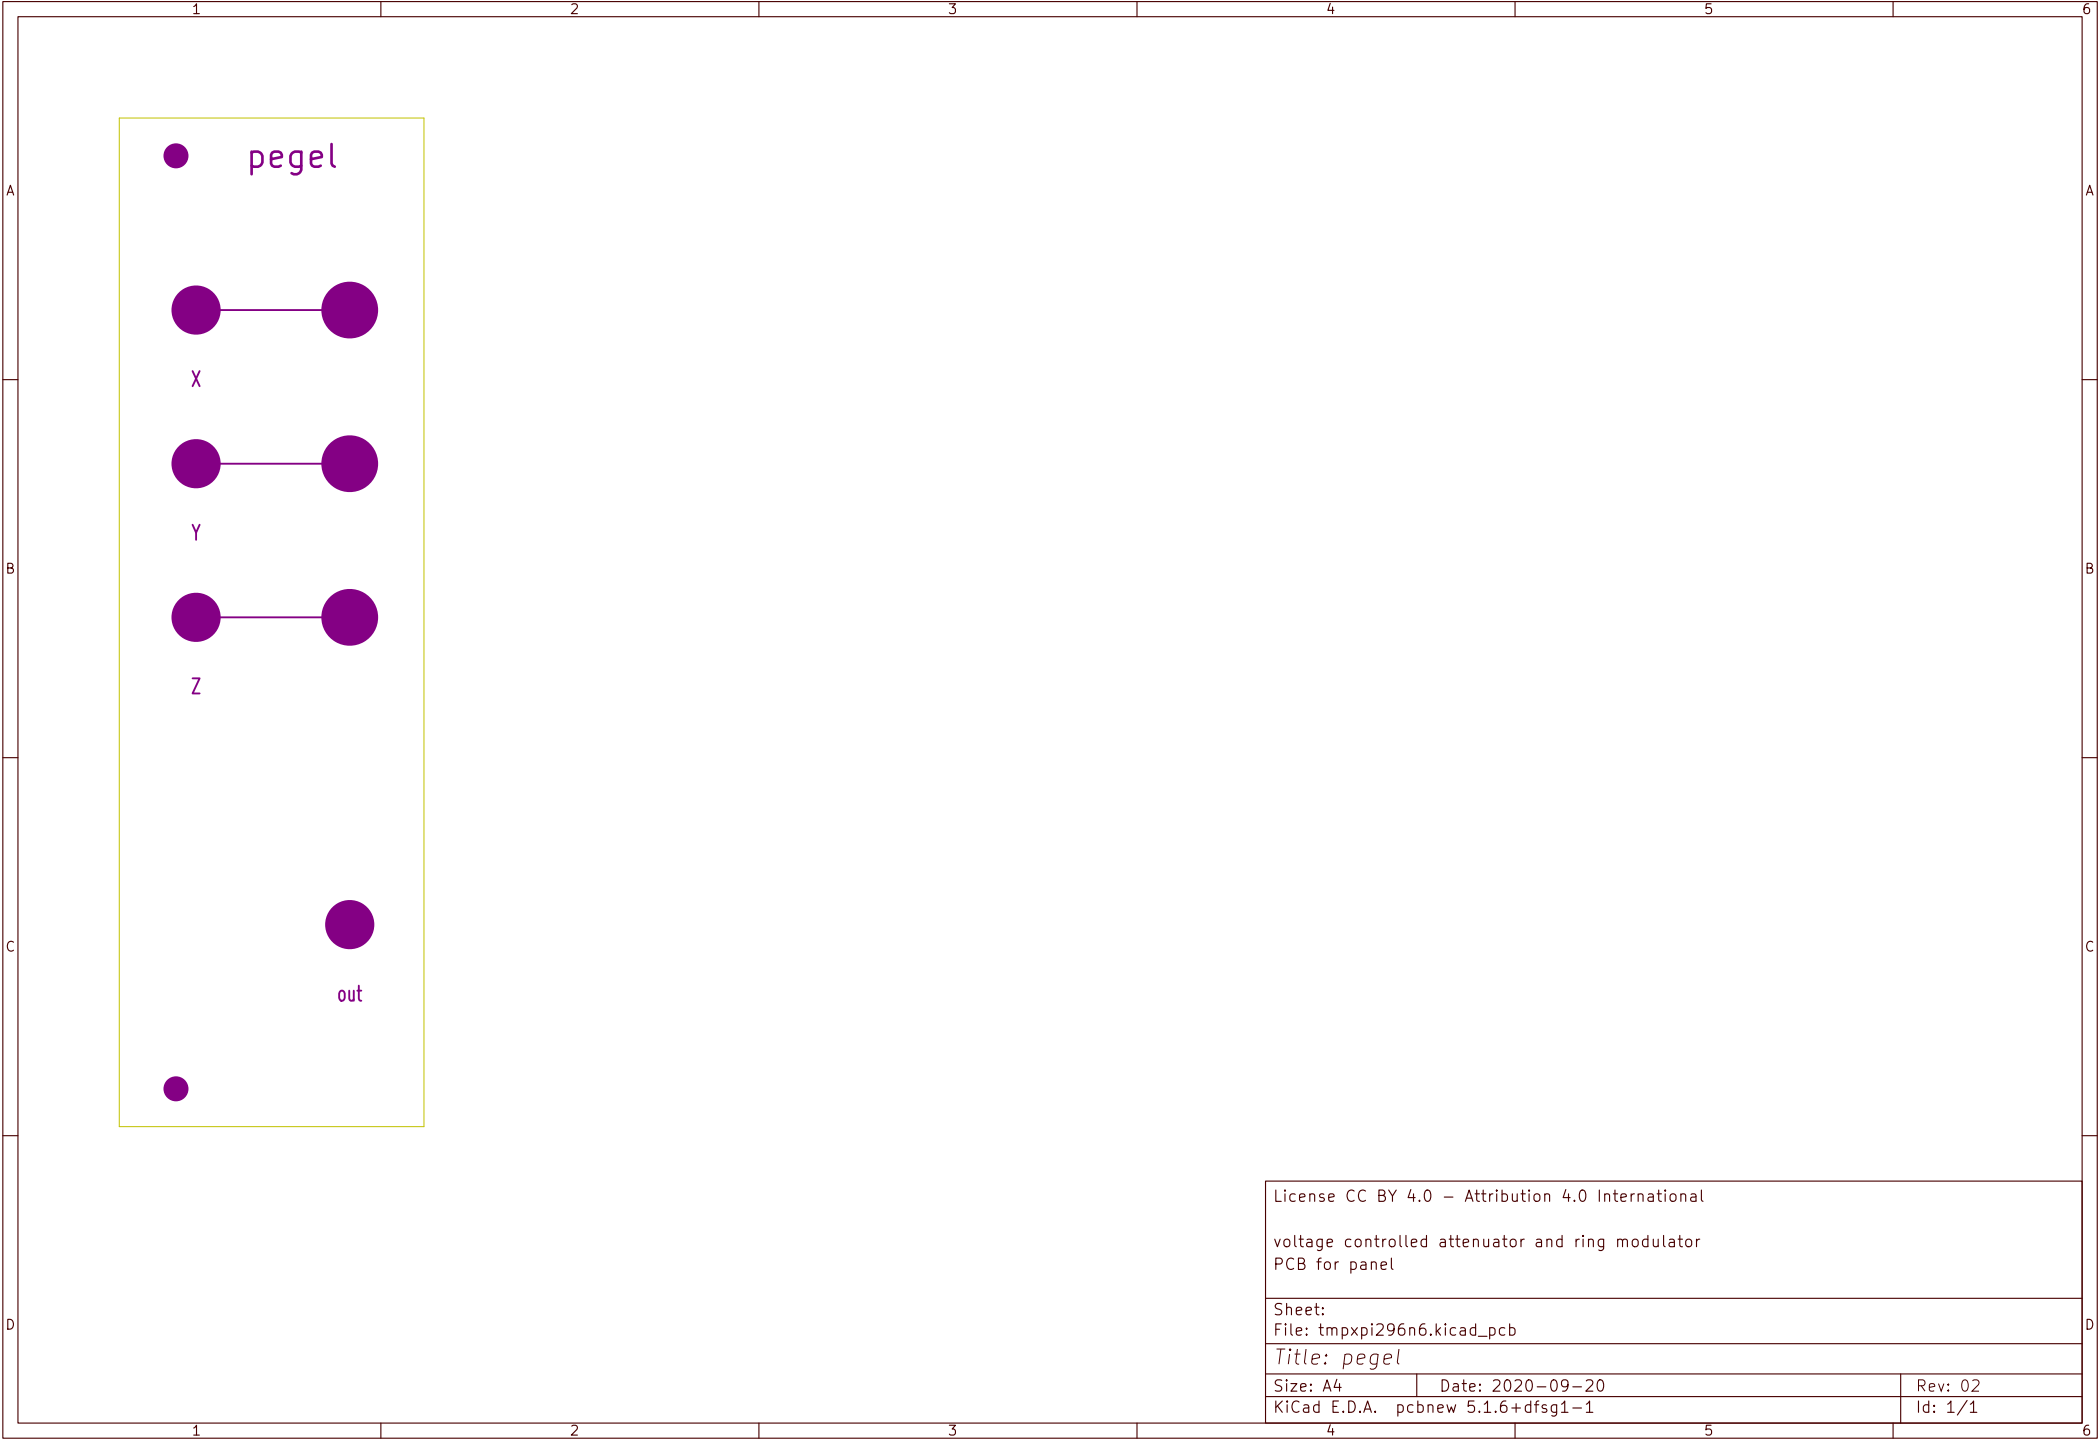 1 2 3 4 5 6
pegel
A A
X
Y
B B
Z
C C
out
License CC BY 4.0 - Attribution 4.0 International
voltage controlled attenuator and ring modulator
PCB for panel
Sheet:
D D
File: tmpxpi296n6.kicad_pcb
Title: pegel
Size: A4 Date: 2020-09-20 Rev: 02
KiCad E.D.A. pcbnew 5.1.6+dfsg1-1 Id: 1/1
1 2 3 4 5 6